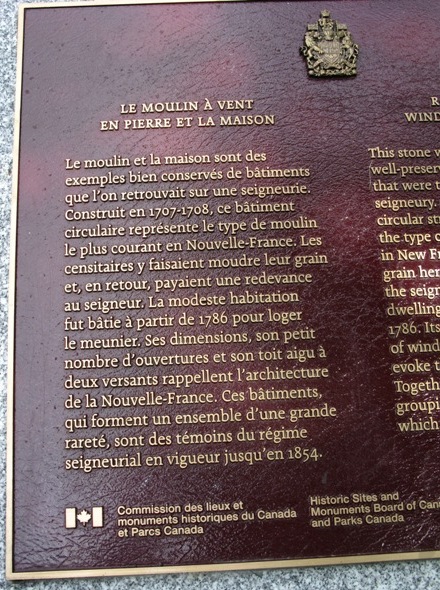 LE MOULIN À VENT
EN PIERRE ET LA MAISON
Le moulin et la maison sont des
exemples bien conservés de bâtiments
que l'on retrouvait sur une seigneurie.
Construit en 1707-1708, ce bâtiment
circulaire représente le type de moulin
le plus courant en Nouvelle-France. Les
censitaires y faisaient moudre leur grain
et, en retour, payaient une redevance
au seigneur. La modeste habitation
fut bâtie à partir de 1786 pour loger
le meunier. Ses dimensions, son petit
nombre d'ouvertures et son toit aigu à
deux versants rappellent l'architecture
de la Nouvelle-France. Ces bâtiments,
qui forment un ensemble d'une grande
rareté, sont des témoins du régime
seigneurial en vigueur jusqu'en 1854.
R
WIND
This stone w
well-preser
that were t
seigneury.
circular str
the type o
in New Fr
grain her
the seign
dwelling
1786. Its
of wind
evoke t
Togeth
groupi
which
Commission des lieux et
monuments historiques du Canada
et Parcs Canada
Historic Sites and
Monuments Board of Can
and Parks Canada